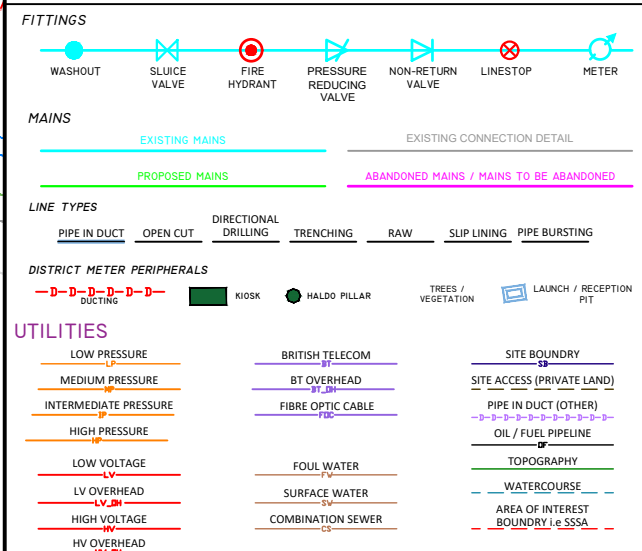 FITTINGS
WASHOUT
SLUICE
VALVE
FIRE
HYDRANT
PRESSURE
REDUCING
VALVE
NON-RETURN
VALVE
LINESTOP
METER
MAINS
EXISTING MAINS
EXISTING CONNECTION DETAIL
PROPOSED MAINS
ABANDONED MAINS / MAINS TO BE ABANDONED
LINE TYPES
PIPE IN DUCT
OPEN CUT
DIRECTIONAL
DRILLING
TRENCHING
RAW
SLIP LINING
PIPE BURSTING
DISTRICT METER PERIPHERALS
D-D-D-D-D-D-D
DUCTING
KIOSK
HALDO PILLAR
TREES /
VEGETATION
LAUNCH / RECEPTION
PIT
UTILITIES
LOW PRESSURE
LP
MEDIUM PRESSURE
MP
INTERMEDIATE PRESSURE
IP
HIGH PRESSURE
HP
LOW VOLTAGE
LV
LV OVERHEAD
LV_OH
HIGH VOLTAGE
HV
HV OVERHEAD
BRITISH TELECOM
BT
BT OVERHEAD
BT_OH
FIBRE OPTIC CABLE
FOC
FOUL WATER
FW
SURFACE WATER
SW
COMBINATION SEWER
CS
SITE BOUNDRY
SB
SITE ACCESS (PRIVATE LAND)
PIPE IN DUCT (OTHER)
D-D-D-D-D-D-D-D-D-D
OIL / FUEL PIPELINE
OF
TOPOGRAPHY
WATERCOURSE
AREA OF INTEREST
BOUNDRY i.e SSSA